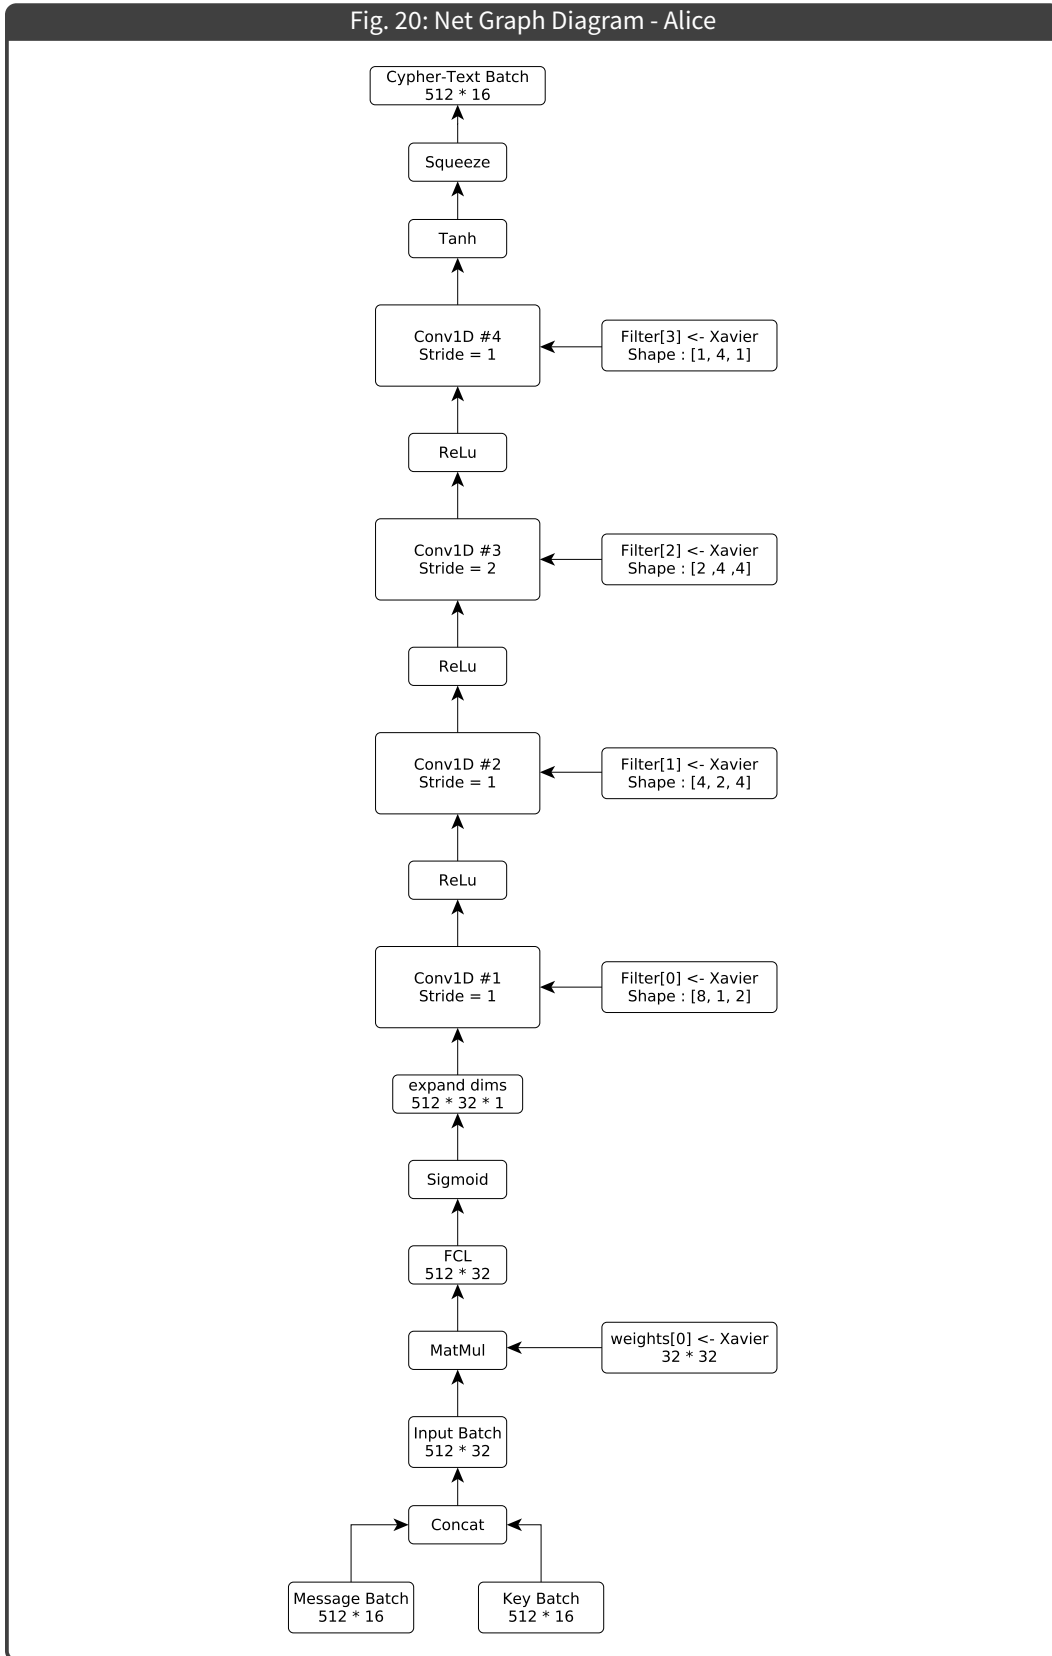 Fig. 20: Net Graph Diagram - Alice
Cypher-Text Batch
512 * 16
Squeeze
Tanh
Conv1D #4
Stride = 1
Filter[3] <- Xavier
Shape : [1, 4, 1]
ReLu
Conv1D #3
Stride = 2
Filter[2] <- Xavier
Shape : [2 ,4 ,4]
ReLu
Conv1D #2
Stride = 1
Filter[1] <- Xavier
Shape : [4, 2, 4]
ReLu
Conv1D #1
Stride = 1
Filter[0] <- Xavier
Shape : [8, 1, 2]
expand dims
512 * 32 * 1
Sigmoid
FCL
512 * 32
MatMul
weights[0] <- Xavier
32 * 32
Input Batch
512 * 32
Concat
Message Batch
512 * 16
Key Batch
512 * 16